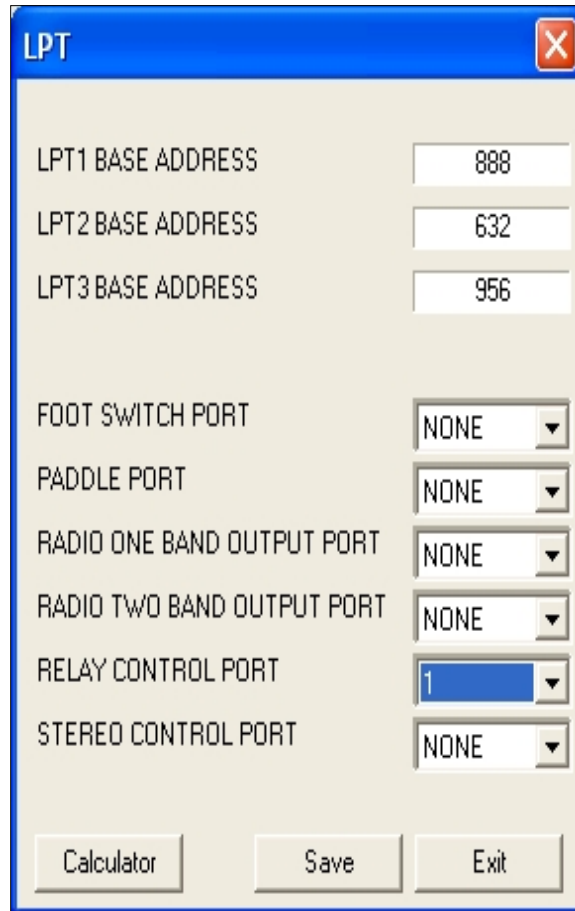 LPT
LPT1 BASE ADDRESS 888
LPT2 BASE ADDRESS 632
LPT3 BASE ADDRESS 956
FOOT SWITCH PORT NONE
PADDLE PORT NONE
RADIO ONE BAND OUTPUT PORT NONE
RADIO TWO BAND OUTPUT PORT NONE
RELAY CONTROL PORT 1
STEREO CONTROL PORT NONE
Calculator Save Exit